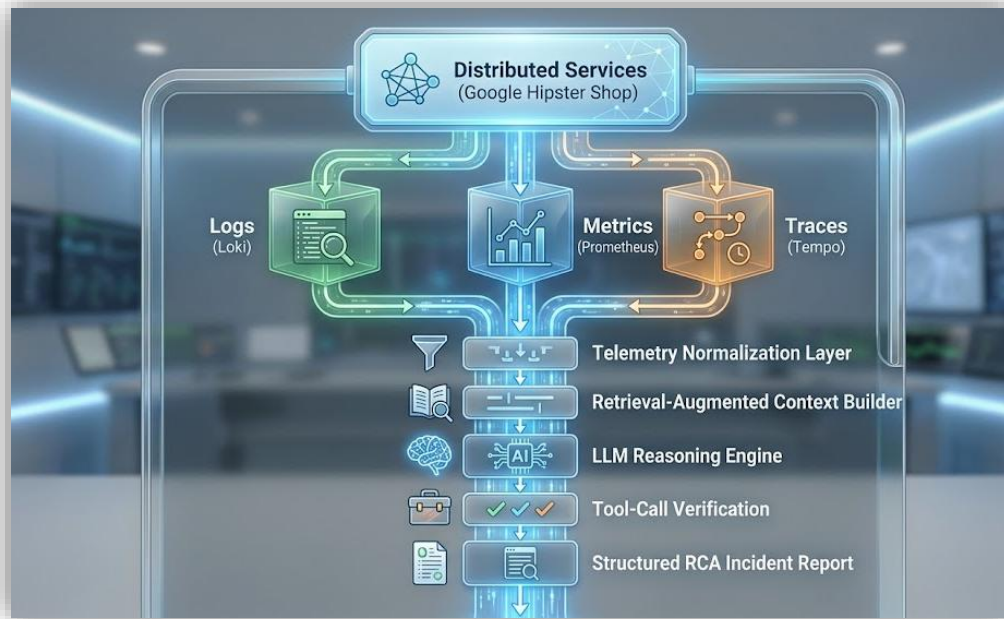 Distributed Services
(Google Hipster Shop)
Logs
(Loki)
Metrics
(Prometheus)
Traces
(Tempo)
Telemetry Normalization Layer
Retrieval-Augmented Context Builder
AI
LLM Reasoning Engine
Tool-Call Verification
Structured RCA Incident Report